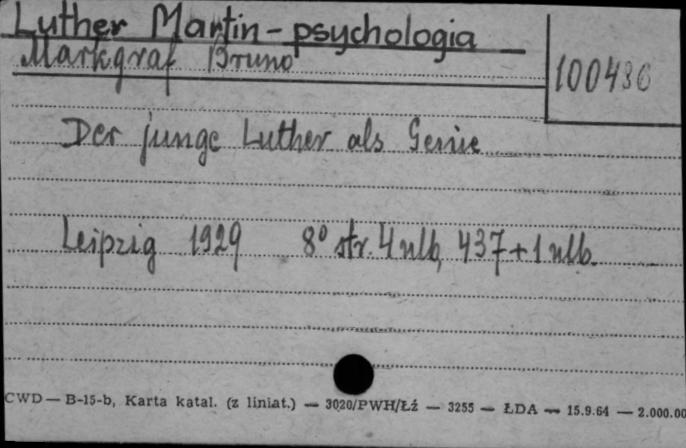 Luther Martin - psychologia
Markgraf Bruno
100486
Der junge Luther als Genie
Leipzig 1929 8° str. 4 nlb, 437 + 1 nlb.
CWD — B-15-b, Karta katal. (z liniat.) — 3020/PWH/Łź — 3255 — ŁDA — 15.9.64 — 2.000.00